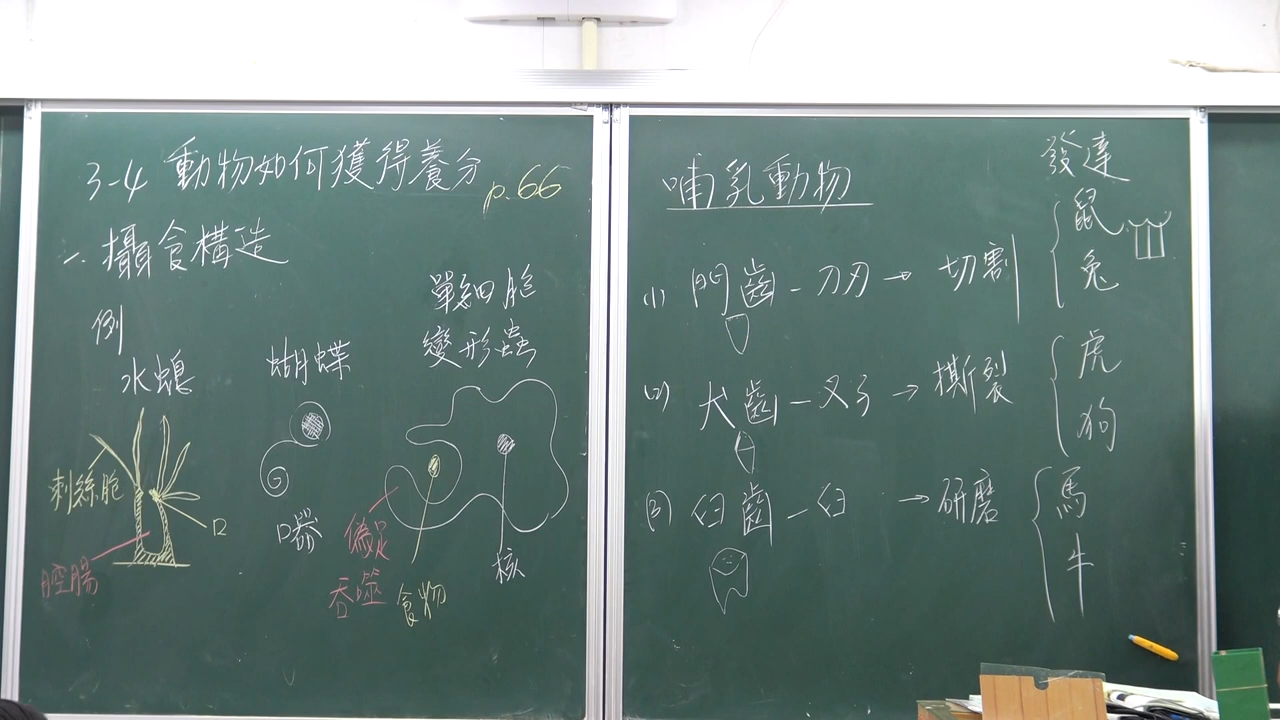 3-4 動物如何獲得養分 p.66
一. 攝食構造
例
水螅
刺絲胞
口
腔腸
蝴蝶
口器
單細胞
變形蟲
偽足
吞噬
食物
核
哺乳動物
發達
(1) 門齒 - 刀刃 → 切割
鼠
兔
(2) 犬齒 - 叉子 → 撕裂
虎
狗
(3) 臼齒 - 臼 → 研磨
馬
牛